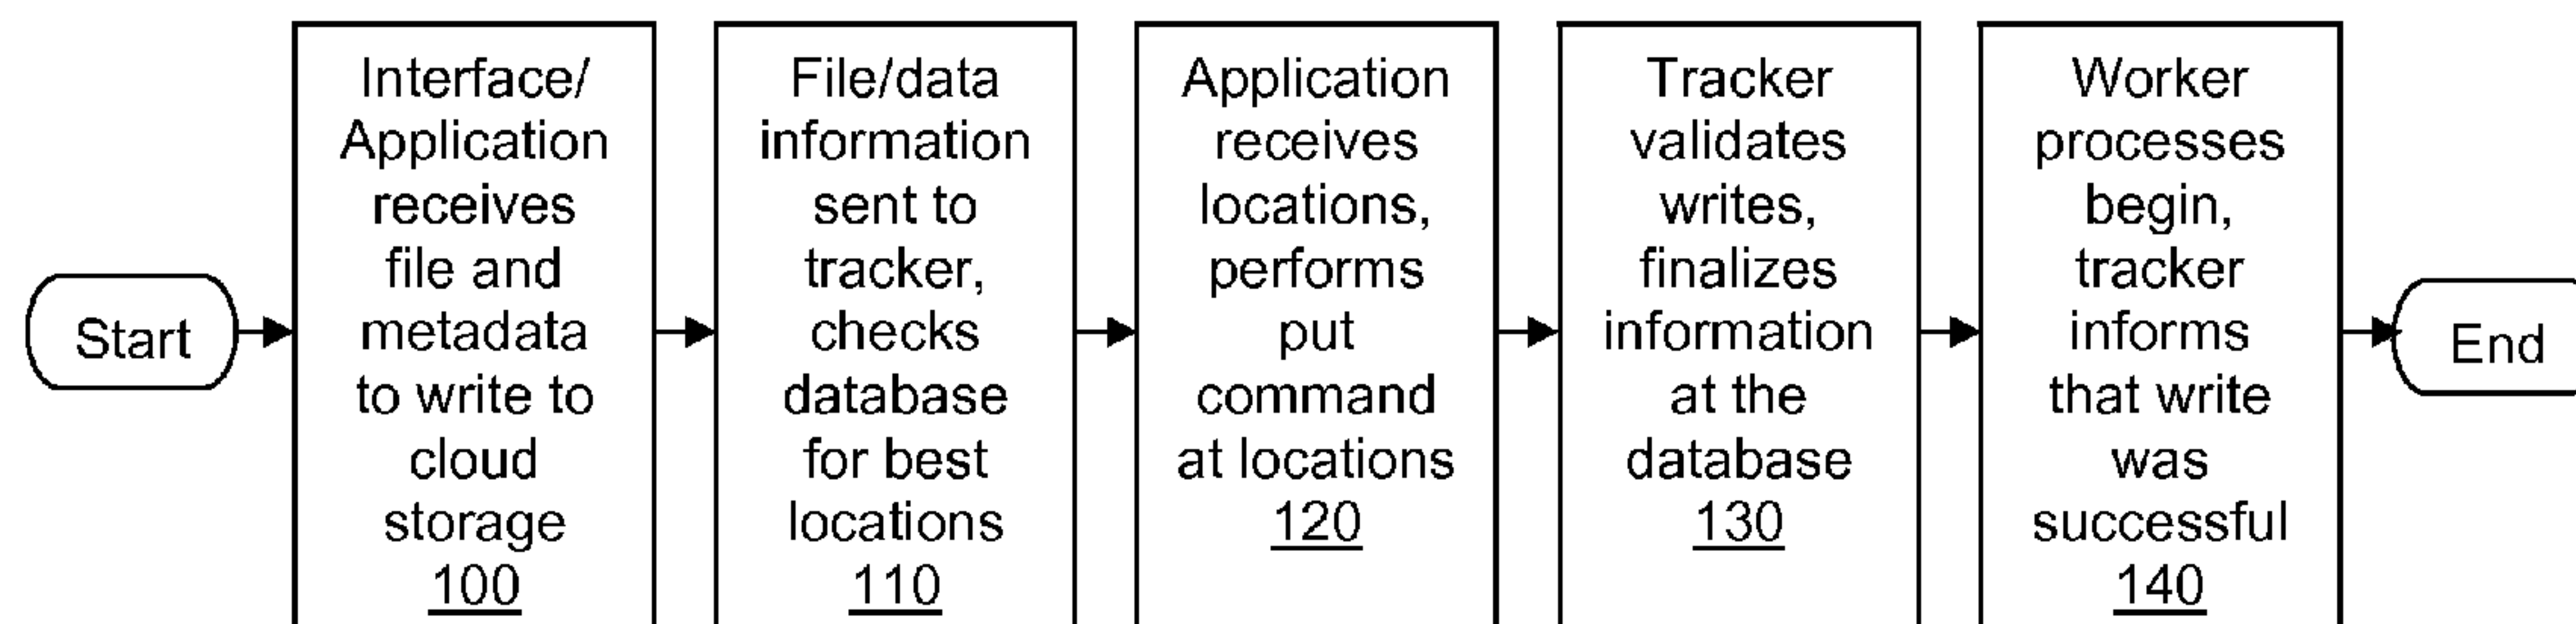 Start
Interface/
Application
receives
file and
metadata
to write to
cloud
storage
100
File/data
information
sent to
tracker,
checks
database
for best
locations
110
Application
receives
locations,
performs
put
command
at locations
120
Tracker
validates
writes,
finalizes
information
at the
database
130
Worker
processes
begin,
tracker
informs
that write
was
successful
140
End